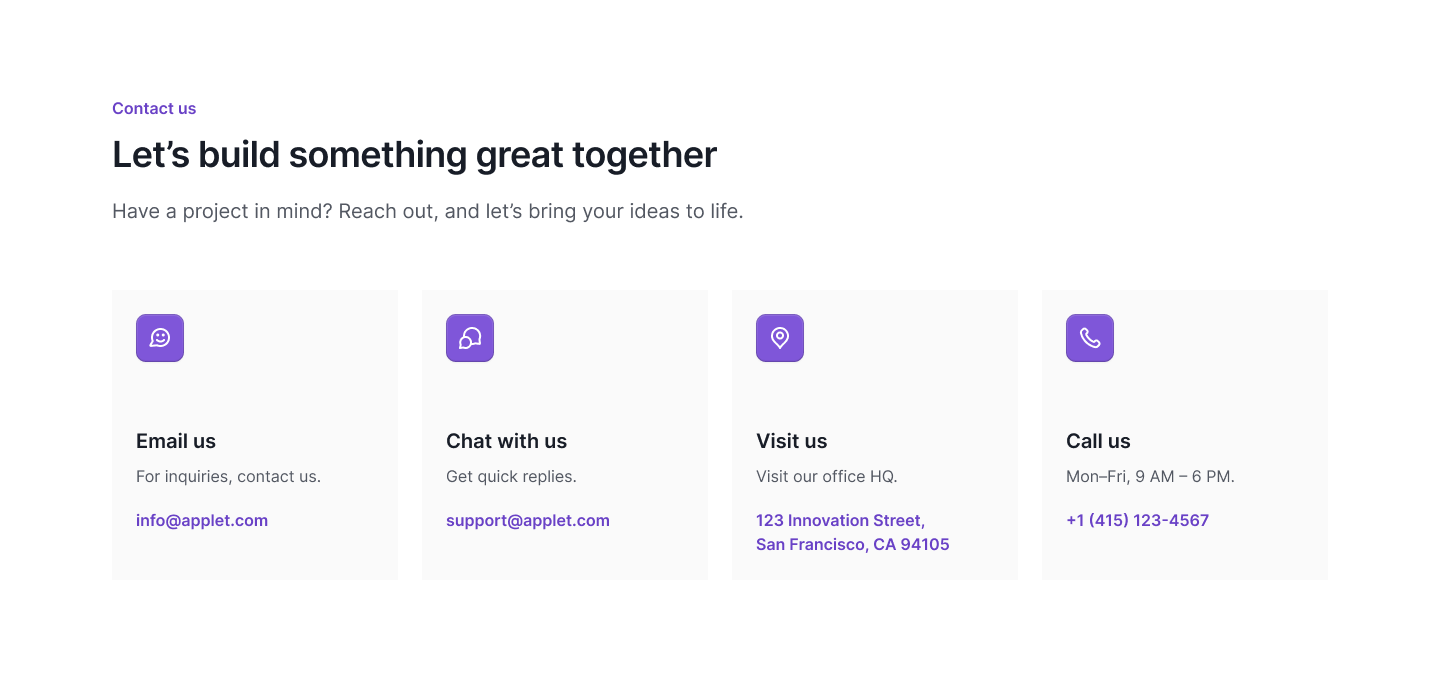 Contact us
Let’s build something great together
Have a project in mind? Reach out, and let’s bring your ideas to life.
Email us
For inquiries, contact us.
info@applet.com
Chat with us
Get quick replies.
support@applet.com
Visit us
Visit our office HQ.
123 Innovation Street,
San Francisco, CA 94105
Call us
Mon–Fri, 9 AM – 6 PM.
+1 (415) 123-4567